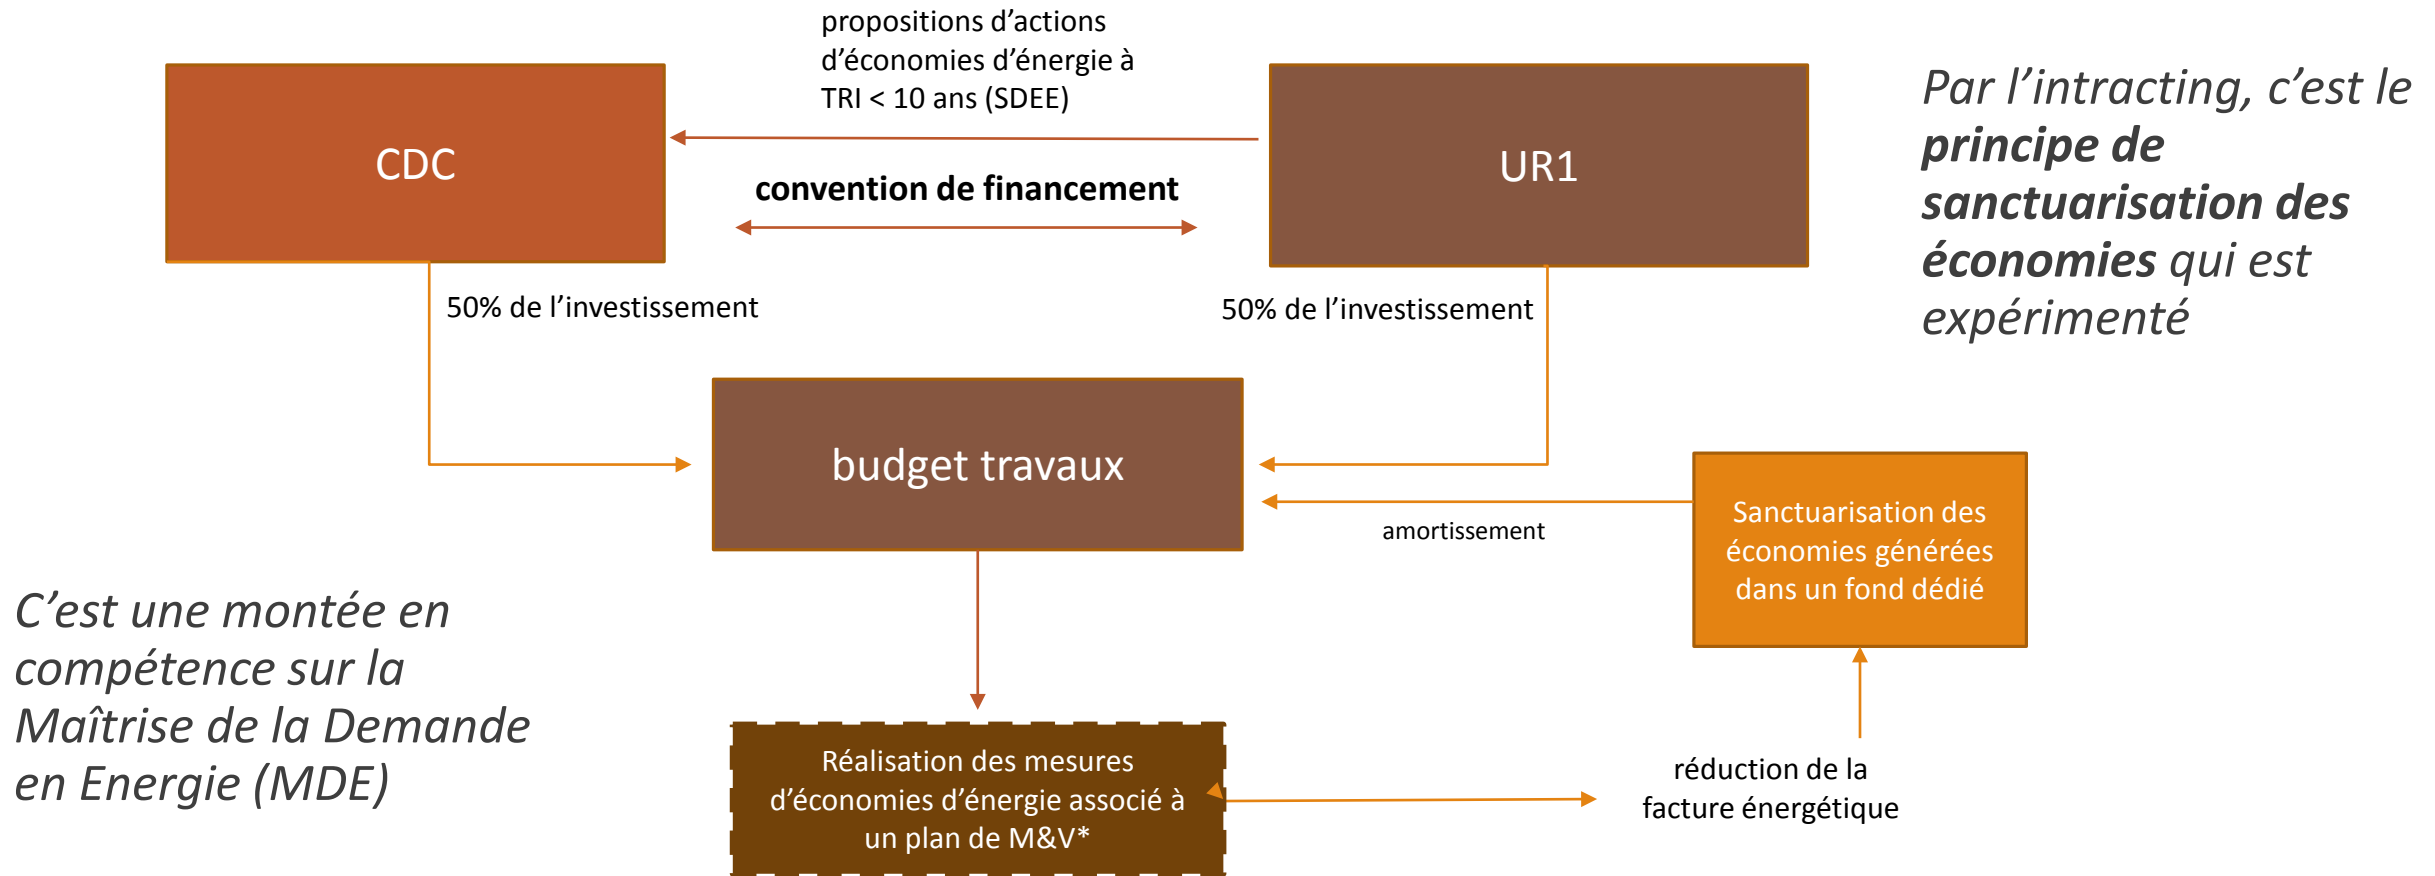 propositions d’actions
d’économies d’énergie à
TRI < 10 ans (SDEE)
CDC
UR1
convention de financement
Par l’intracting, c’est le
principe de
sanctuarisation des
économies qui est
expérimenté
50% de l’investissement
50% de l’investissement
budget travaux
amortissement
Sanctuarisation des
économies générées
dans un fond dédié
C’est une montée en
compétence sur la
Maîtrise de la Demande
en Energie (MDE)
Réalisation des mesures
d’économies d’énergie associé à
un plan de M&V*
réduction de la
facture énergétique